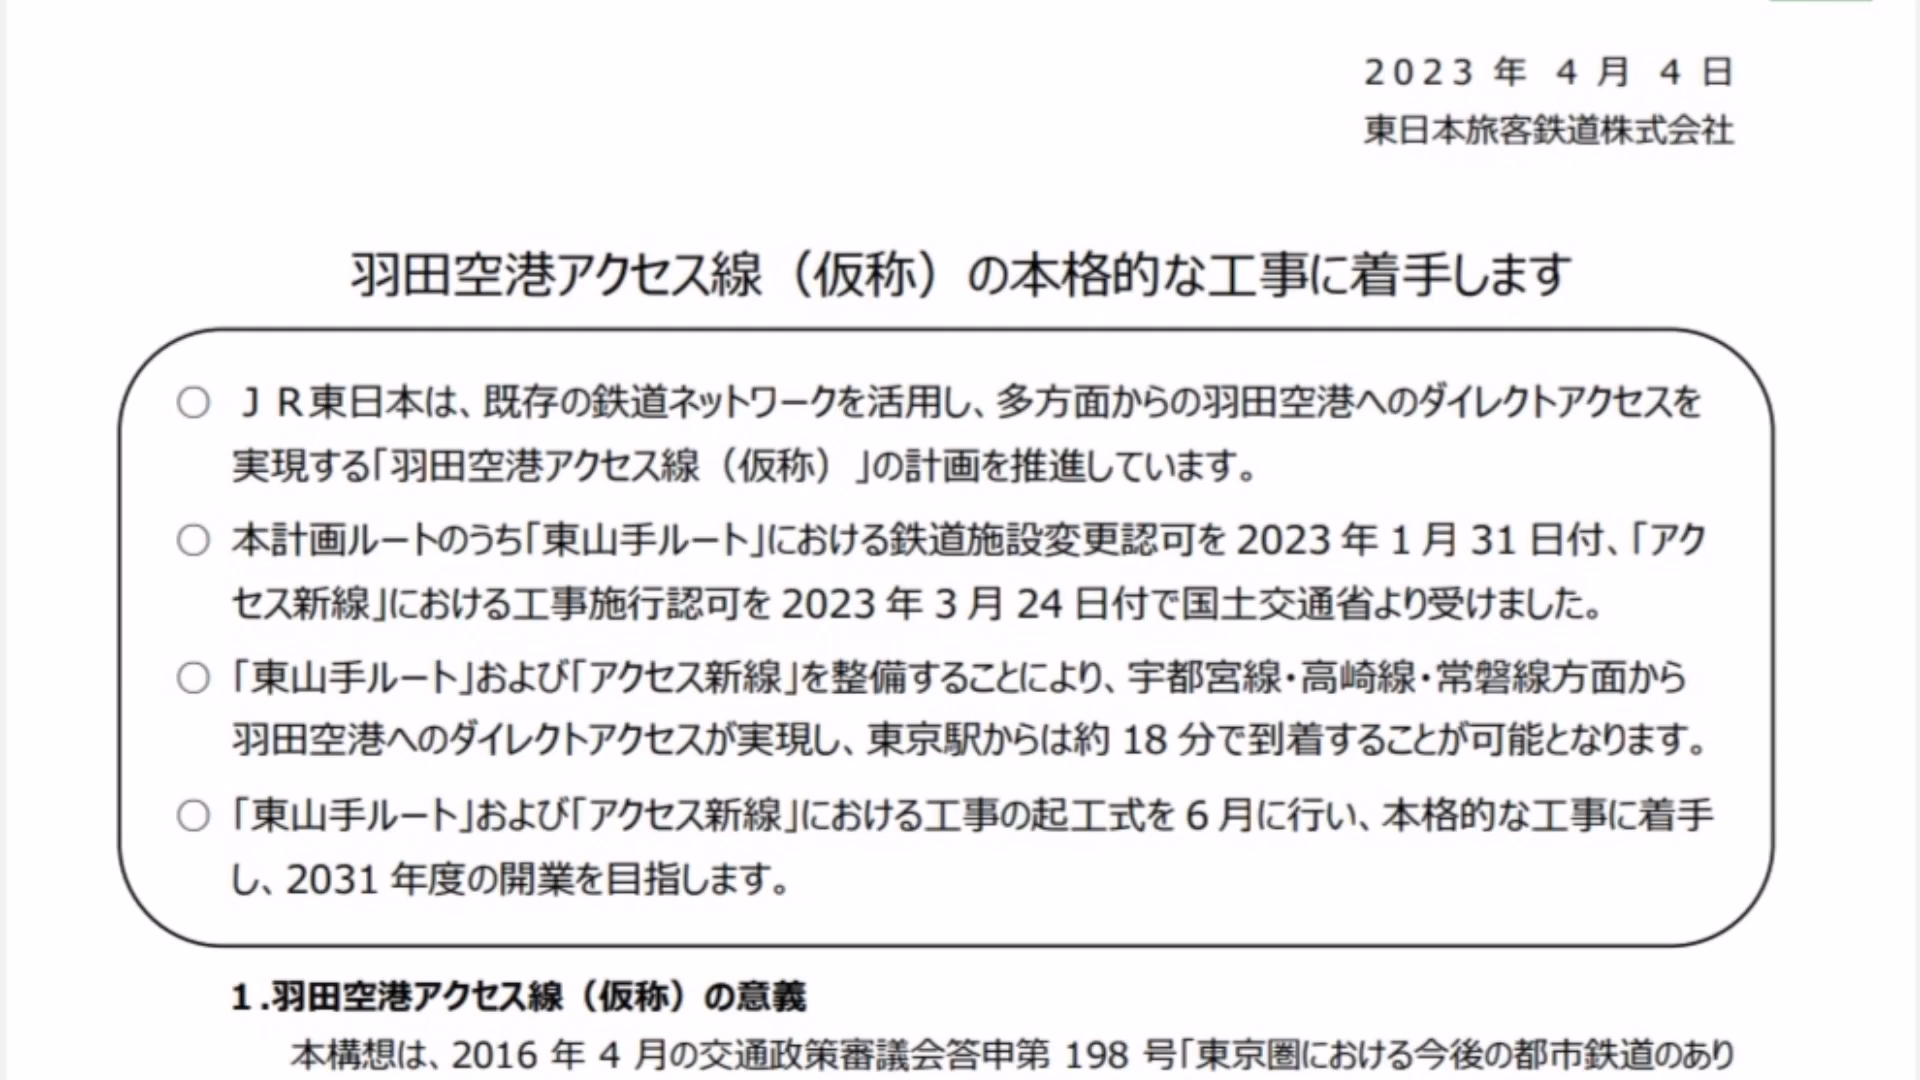 2023 年 4 月 4 日
東日本旅客鉄道株式会社
羽田空港アクセス線（仮称）の本格的な工事に着手します
○ ＪＲ東日本は、既存の鉄道ネットワークを活用し、多方面からの羽田空港へのダイレクトアクセスを
実現する「羽田空港アクセス線（仮称）」の計画を推進しています。
○ 本計画ルートのうち「東山手ルート」における鉄道施設変更認可を 2023 年 1 月 31 日付、「アク
セス新線」における工事施行認可を 2023 年 3 月 24 日付で国土交通省より受けました。
○ 「東山手ルート」および「アクセス新線」を整備することにより、宇都宮線・高崎線・常磐線方面から
羽田空港へのダイレクトアクセスが実現し、東京駅からは約 18 分で到着することが可能となります。
○ 「東山手ルート」および「アクセス新線」における工事の起工式を 6 月に行い、本格的な工事に着手
し、2031 年度の開業を目指します。
１.羽田空港アクセス線（仮称）の意義
本構想は、2016 年 4 月の交通政策審議会答申第 198 号「東京圏における今後の都市鉄道のあり